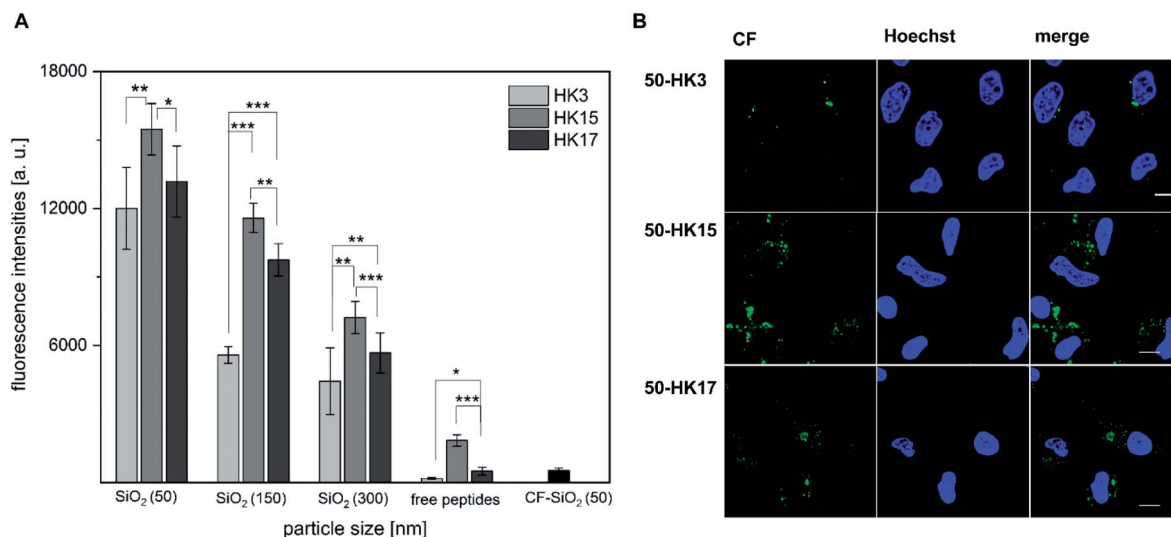 A
18000
12000
6000
fluorescence intensities [a. u.]
HK3
HK15
HK17
** *
*** ***
**
** ** ***
* ***
SiO₂ (50) SiO₂ (150) SiO₂ (300) free peptides CF-SiO₂ (50)
particle size [nm]
B
CF Hoechst merge
50-HK3
50-HK15
50-HK17